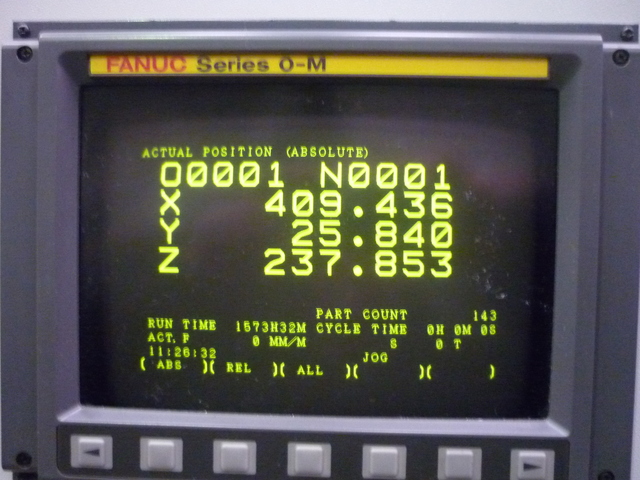 FANUC Series 0-M
ACTUAL POSITION (ABSOLUTE)
O0001 N0001
X 409.436
Y 25.840
Z 237.853
PART COUNT 143
RUN TIME 1573H32M CYCLE TIME 0H 0M 0S
ACT.F 0 MM/M S 0 T
11:26:32 JOG
( ABS )( REL )( ALL )( )( )